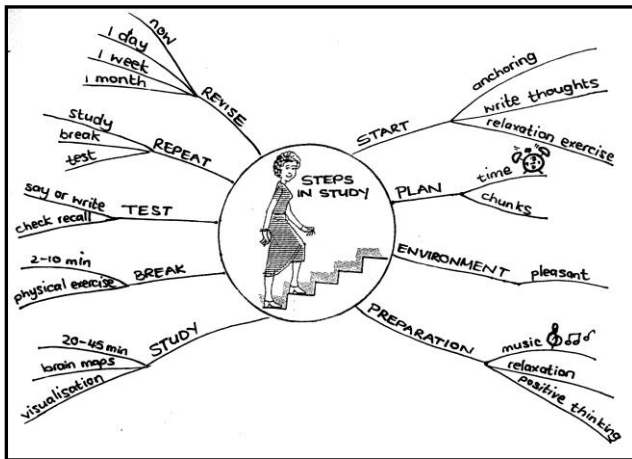 STEPS
IN STUDY
START
anchoring
write thoughts
relaxation exercise
PLAN
time
chunks
ENVIRONMENT
pleasant
PREPARATION
music
relaxation
positive thinking
STUDY
20-45 min
brain maps
visualisation
BREAK
2-10 min
physical exercise
TEST
say or write
check recall
REPEAT
study
break
test
REVISE
now
1 day
1 week
1 month